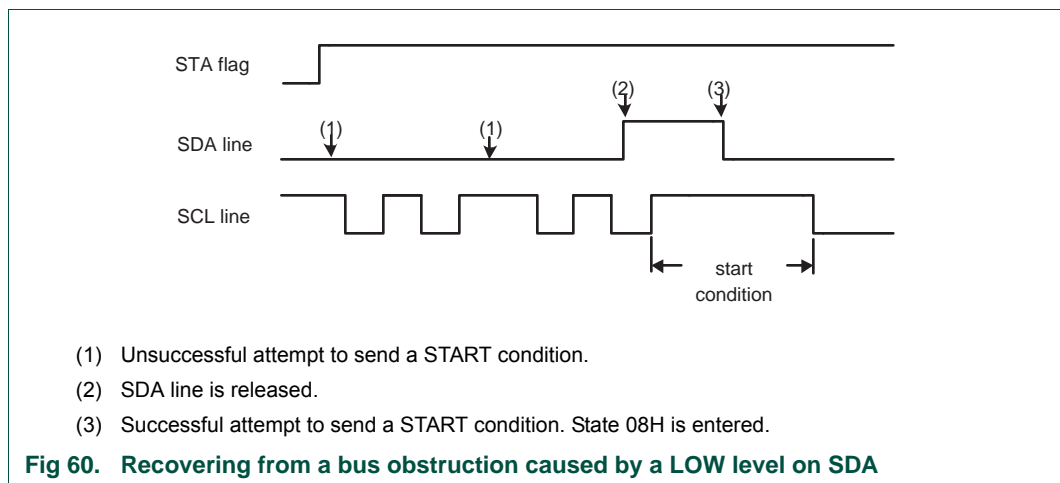 STA flag
(2)
(3)
(1)
(1)
SDA line
SCL line
start
condition
(1) Unsuccessful attempt to send a START condition.
(2) SDA line is released.
(3) Successful attempt to send a START condition. State 08H is entered.
Fig 60. Recovering from a bus obstruction caused by a LOW level on SDA